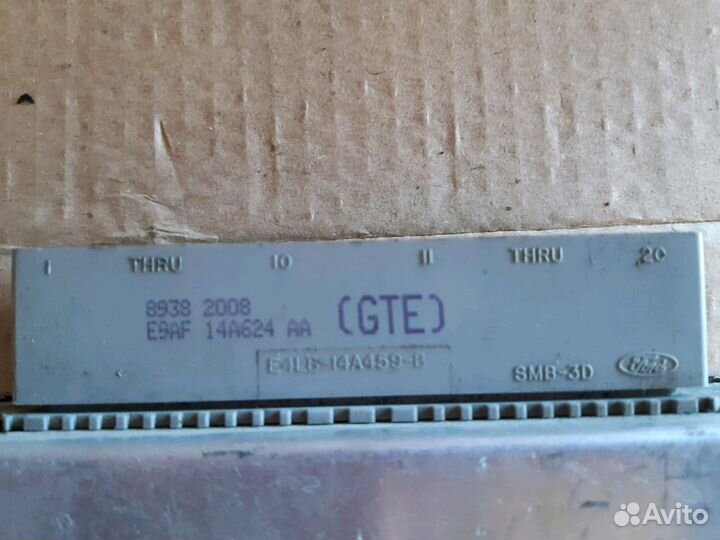 1 THRU 10 11 THRU 20
8938 2008
E9AF 14A624 AA (GTE)
E4LB-14A459-B
SMB-3D Ford
Avito